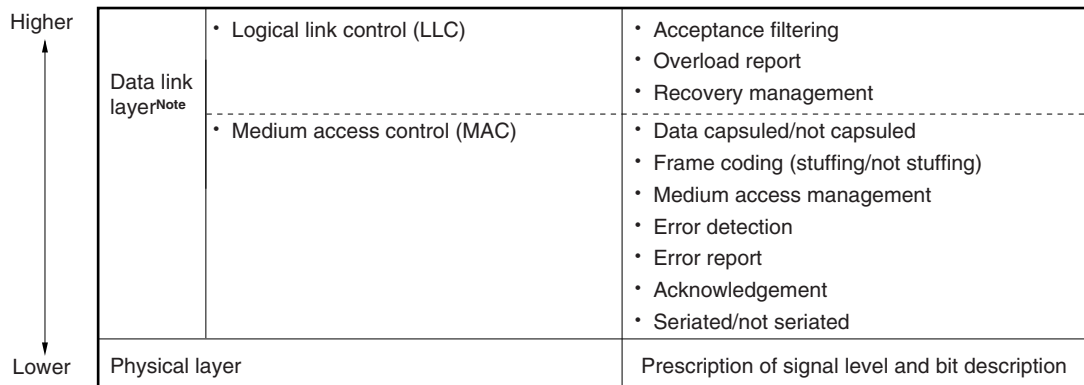 Higher
Lower
Data link
layerNote
• Logical link control (LLC)
• Acceptance filtering
• Overload report
• Recovery management
• Medium access control (MAC)
• Data capsuled/not capsuled
• Frame coding (stuffing/not stuffing)
• Medium access management
• Error detection
• Error report
• Acknowledgement
• Seriated/not seriated
Physical layer
Prescription of signal level and bit description